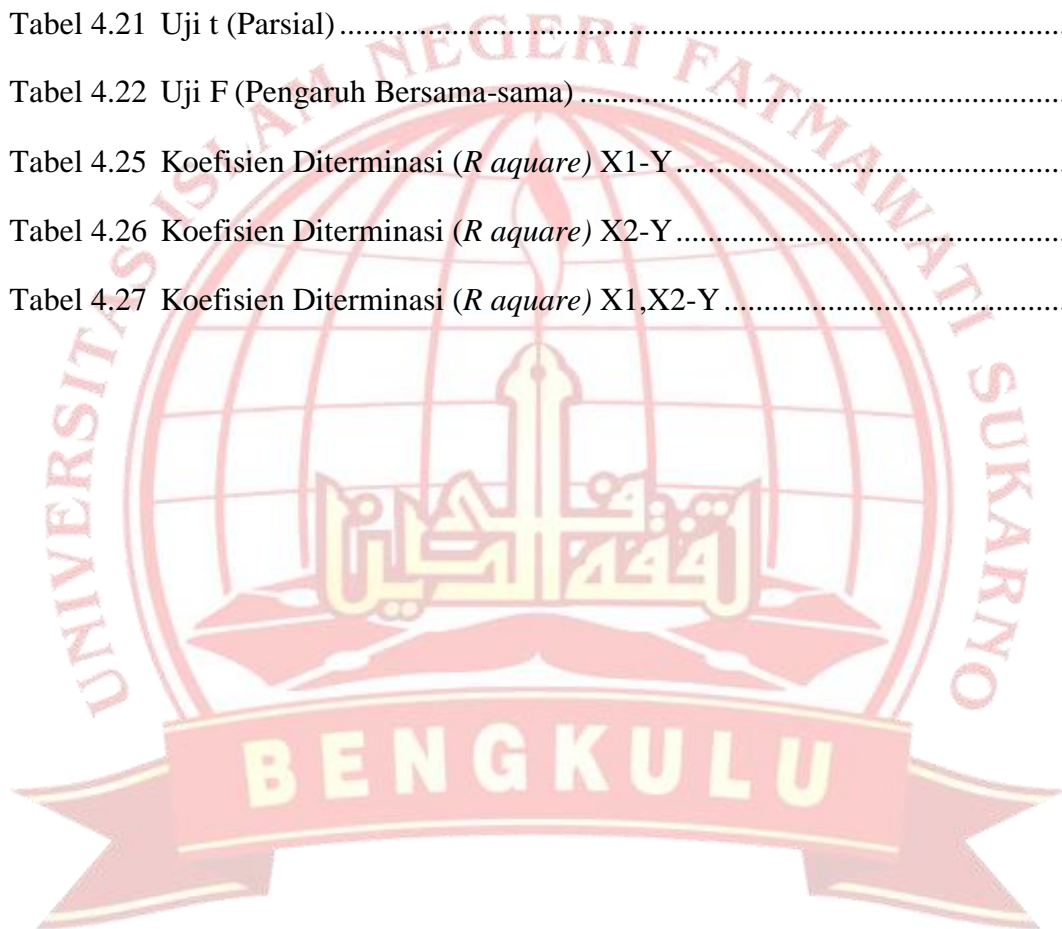 Tabel 4.21 Uji t (Parsial)................................................................................................
Tabel 4.22 Uji F (Pengaruh Bersama-sama)................................................................
Tabel 4.25 Koefisien Diterminasi (R aquare) X1-Y....................................................
Tabel 4.26 Koefisien Diterminasi (R aquare) X2-Y....................................................
Tabel 4.27 Koefisien Diterminasi (R aquare) X1,X2-Y..............................................
UNIVERSITAS ISLAM NEGERI FATMAWATI SUKARNO
BENGKULU